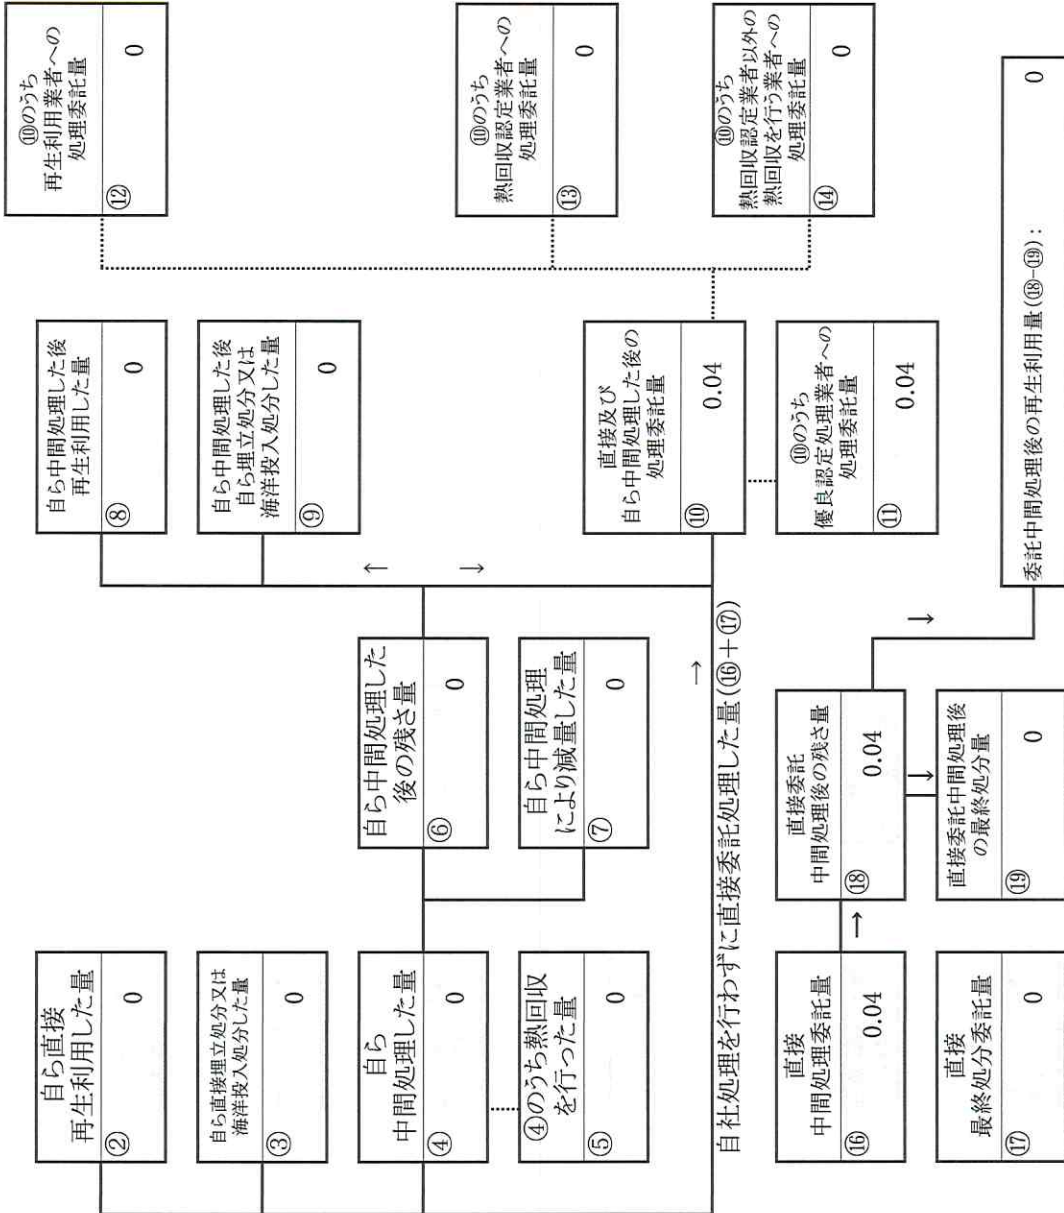 自ら直接
再生利用した量
② 0
自ら直接埋立処分又は
海洋投入処分した量
③ 0
自ら
中間処理した量
④ 0
④のうち熱回収
を行った量
⑤ 0
自ら中間処理した
後の残さ量
⑥ 0
自ら中間処理
により減量した量
⑦ 0
自ら中間処理した後
再生利用した量
⑧ 0
自ら中間処理した後
自ら埋立処分又は
海洋投入処分した量
⑨ 0
直接及び
自ら中間処理した後の
処理委託量
⑩ 0.04
⑩のうち
優良認定処理業者への
処理委託量
⑪ 0.04
⑩のうち
再生利用業者への
処理委託量
⑫ 0
⑩のうち
熱回収認定業者への
処理委託量
⑬ 0
⑩のうち
熱回収認定業者以外の
熱回収を行う業者への
処理委託量
⑭ 0
自社処理を行わずに直接委託処理した量(⑯+⑰)
直接
中間処理委託量
⑯ 0.04
直接
最終処分委託量
⑰ 0
直接委託
中間処理後の残さ量
⑱ 0.04
直接委託中間処理後
の最終処分量
⑲ 0
委託中間処理後の再生利用量(⑱-⑲): 0